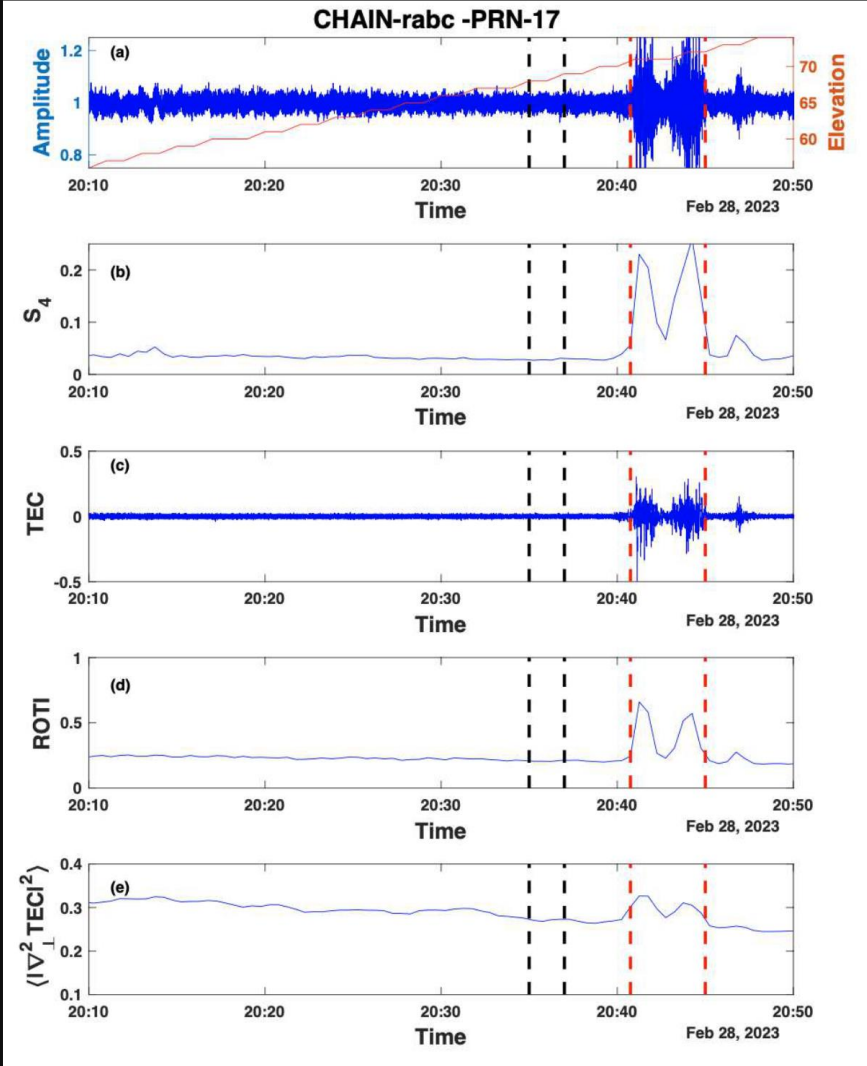 CHAIN-rabc -PRN-17
(a)
Amplitude
1.2
1
0.8
70
65
60
Elevation
20:10 20:20 20:30 20:40 20:50
Time
Feb 28, 2023
(b)
S4
0.2
0.1
0
20:10 20:20 20:30 20:40 20:50
Time
Feb 28, 2023
(c)
TEC
0.5
0
-0.5
20:10 20:20 20:30 20:40 20:50
Time
Feb 28, 2023
(d)
ROTI
1
0.5
0
20:10 20:20 20:30 20:40 20:50
Time
Feb 28, 2023
(e)
⟨|∇²⊥TEC|²⟩
0.4
0.3
0.2
0.1
20:10 20:20 20:30 20:40 20:50
Time
Feb 28, 2023